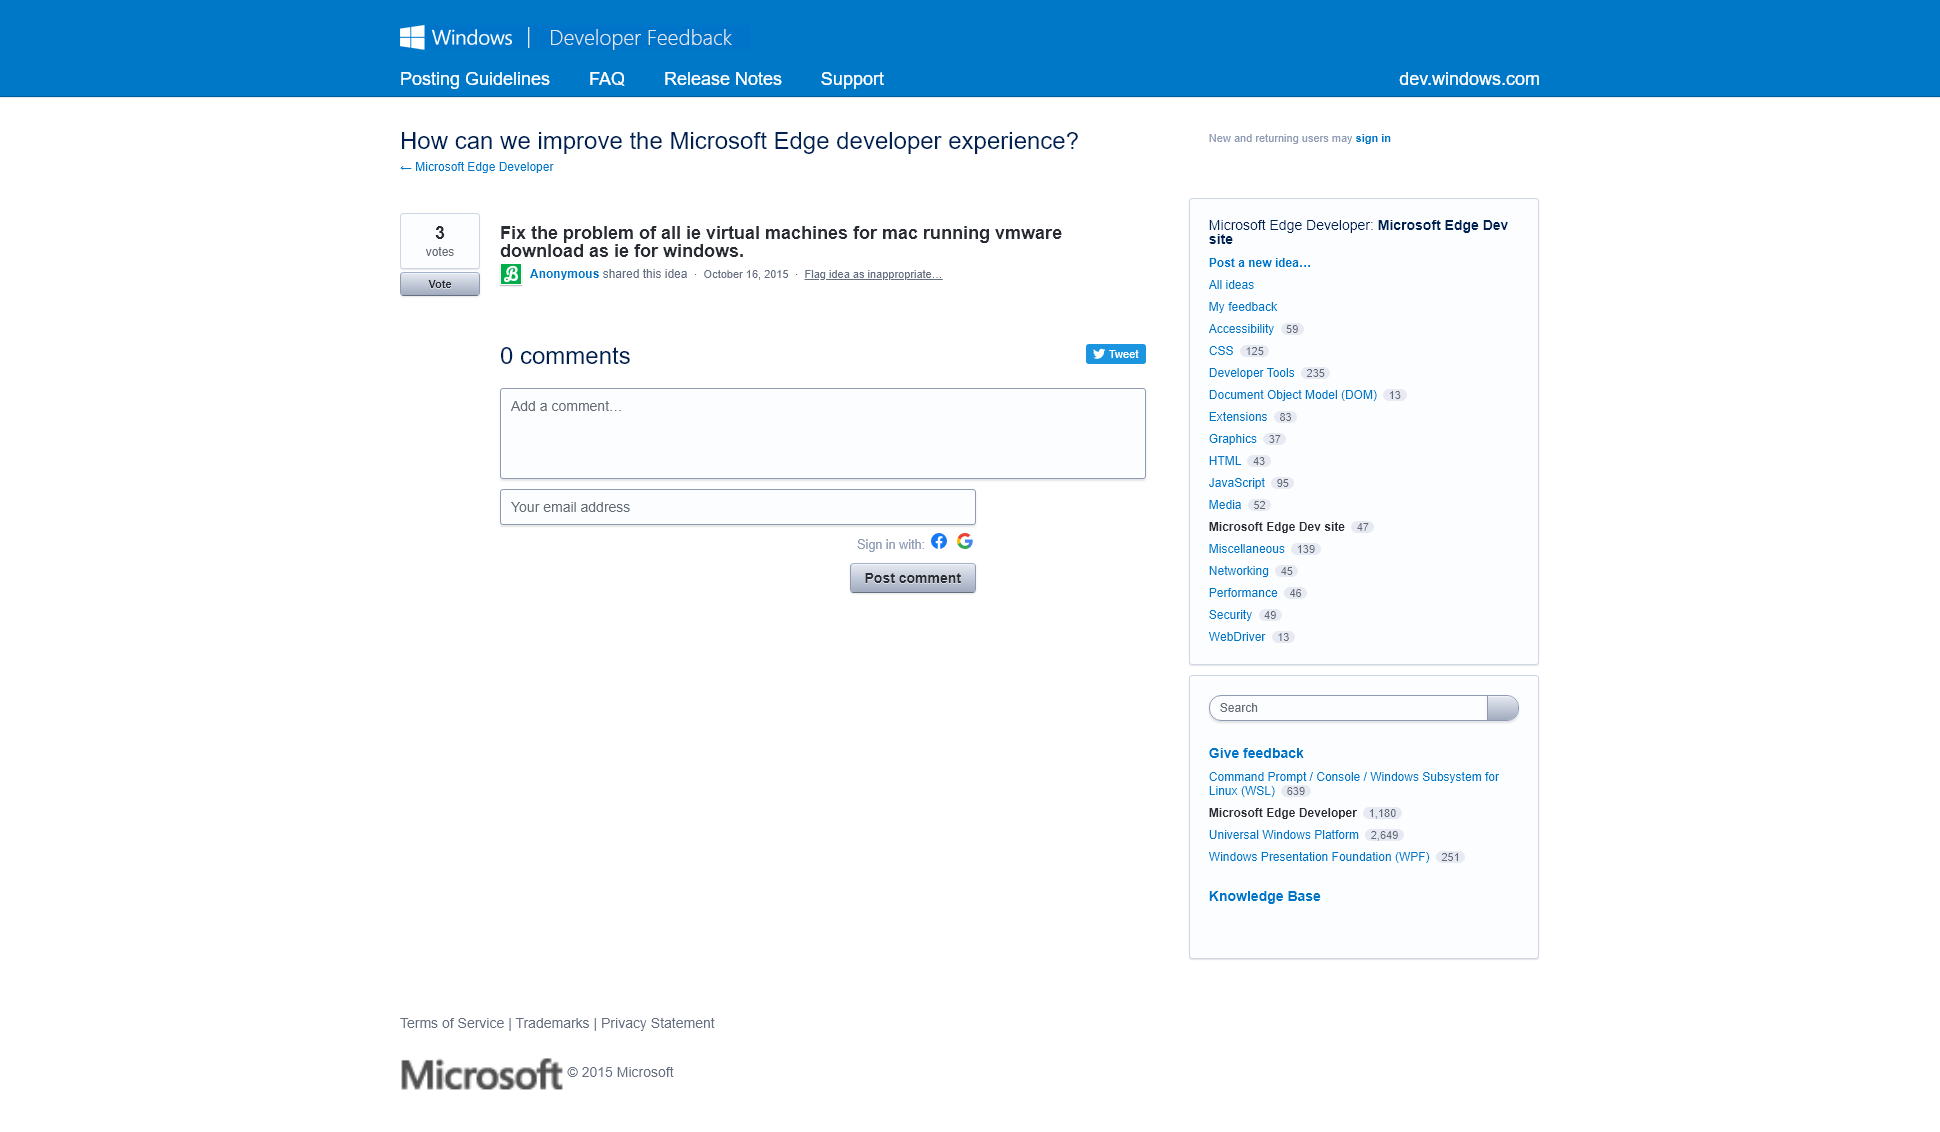 Windows | Developer Feedback
Posting Guidelines FAQ Release Notes Support dev.windows.com
How can we improve the Microsoft Edge developer experience?
← Microsoft Edge Developer
New and returning users may sign in
3
votes
Vote
Fix the problem of all ie virtual machines for mac running vmware
download as ie for windows.
Anonymous shared this idea · October 16, 2015 · Flag idea as inappropriate…
0 comments
Tweet
Add a comment…
Your email address
Sign in with:
Post comment
Microsoft Edge Developer: Microsoft Edge Dev
site
Post a new idea…
All ideas
My feedback
Accessibility 59
CSS 125
Developer Tools 235
Document Object Model (DOM) 13
Extensions 83
Graphics 37
HTML 43
JavaScript 95
Media 52
Microsoft Edge Dev site 47
Miscellaneous 139
Networking 45
Performance 46
Security 49
WebDriver 13
Search
Give feedback
Command Prompt / Console / Windows Subsystem for
Linux (WSL) 639
Microsoft Edge Developer 1,180
Universal Windows Platform 2,649
Windows Presentation Foundation (WPF) 251
Knowledge Base
Terms of Service | Trademarks | Privacy Statement
Microsoft © 2015 Microsoft